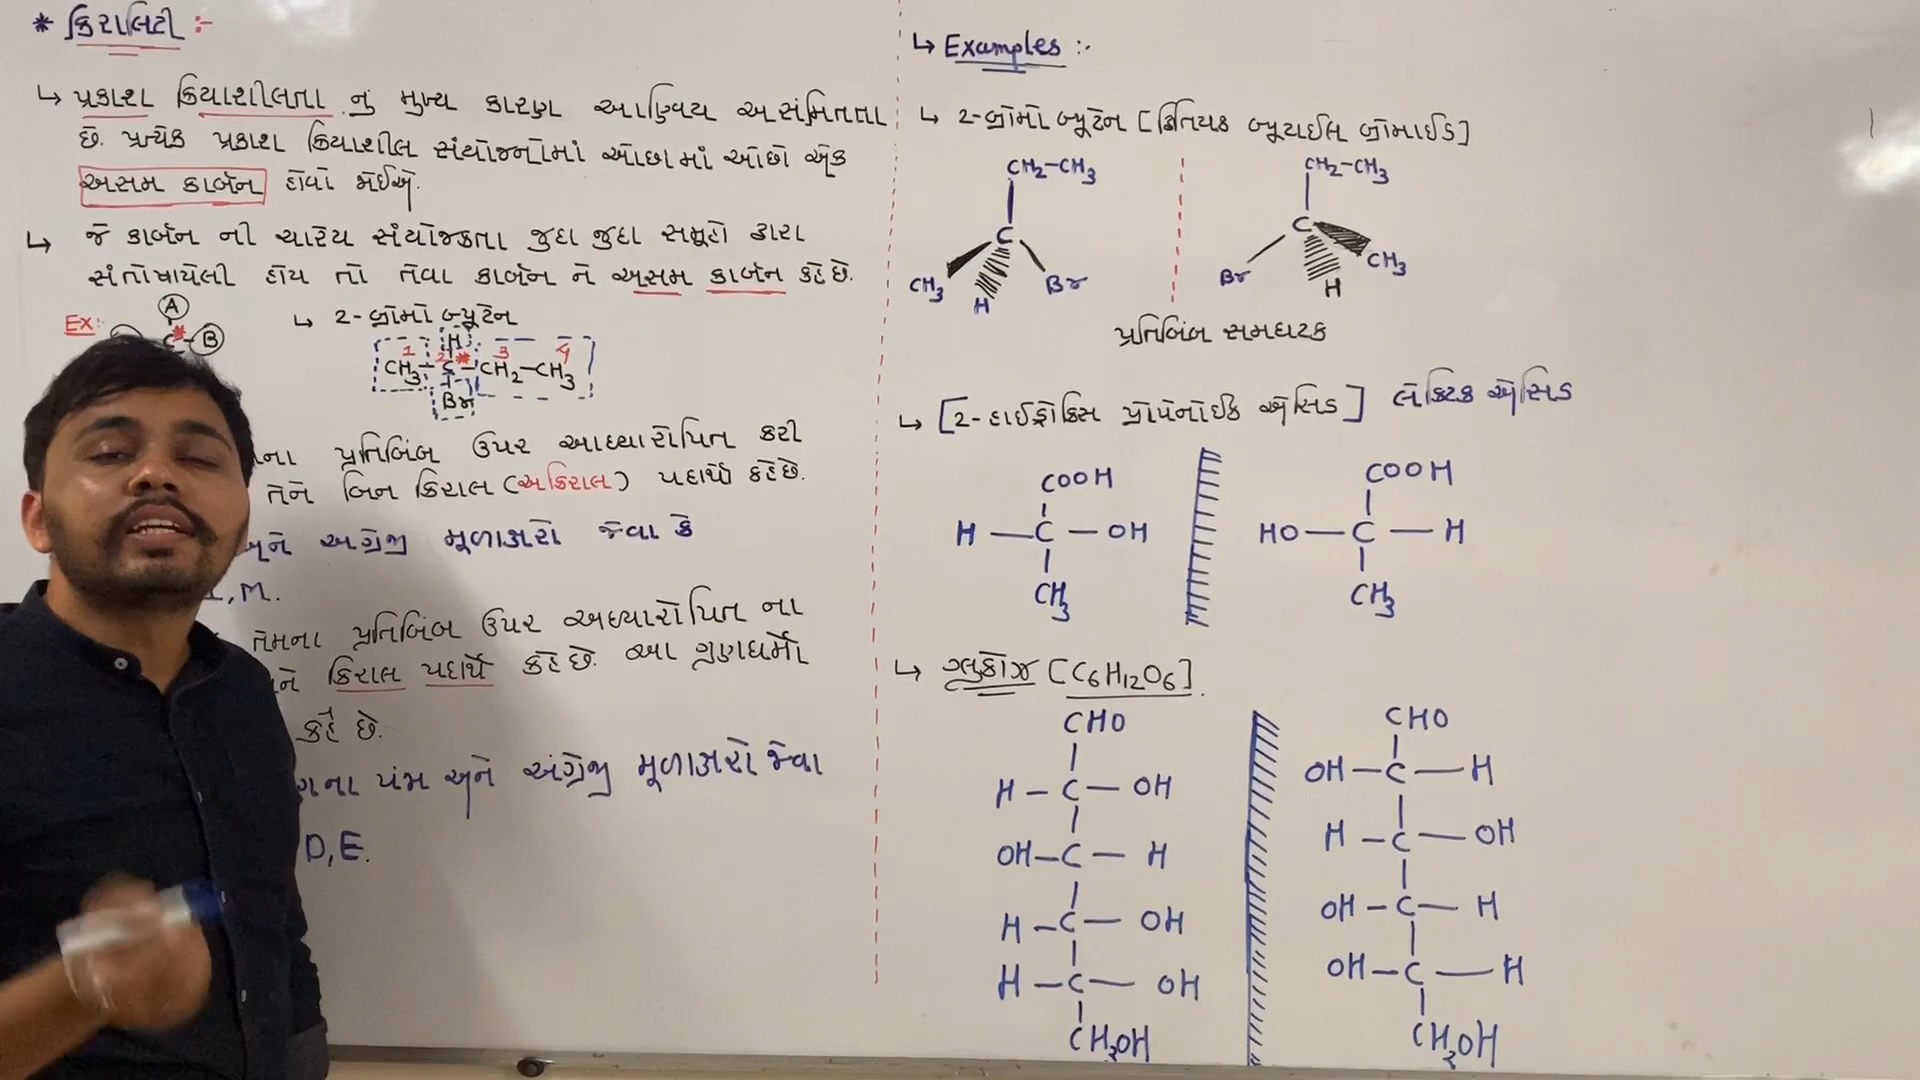 * કિરાલિટી :-
↳ પ્રકાશ ક્રિયાશીલતા નું મુખ્ય કારણ આણ્વિય અસંમિતતા
છે. પ્રત્યેક પ્રકાશ ક્રિયાશીલ સંયોજનોમાં ઓછામાં ઓછો એક
અસમ કાર્બન હોવો જોઈએ.
↳ જે કાર્બન ની ચારેય સંયોજકતા જુદા જુદા સમૂહો દ્વારા
સંતોષાયેલી હોય તો તેવા કાર્બન ને અસમ કાર્બન કહે છે.
Ex:
A
C* - B
↳ 2-બ્રોમો બ્યુટેન
H
1 2 * 3 4
CH3 - C - CH2 - CH3
Br
પ્રતિબિંબ ઉપર આધ્યારોપિત કરી
તેને બિન કિરાલ (અકિરાલ) પદાર્થો કહે છે.
અંગ્રેજી મૂળાક્ષરો જેવા કે
, M.
તેમના પ્રતિબિંબ ઉપર અધ્યારોપિત ના
કિરાલ પદાર્થો કહે છે. આ ગુણધર્મો
કહે છે.
પંજા અને અંગ્રેજી મૂળાક્ષરો જેવા
D, E.
↳ Examples :-
↳ 2-બ્રોમો બ્યુટેન [દ્વિતિયક બ્યુટાઈલ બ્રોમાઈડ]
CH2-CH3 CH2-CH3
C C
CH3 H Br Br H CH3
પ્રતિબિંબ સમઘટક
↳ [2-હાઈડ્રોક્સિ પ્રોપેનોઈક એસિડ] લેક્ટિક એસિડ
COOH COOH
H - C - OH HO - C - H
CH3 CH3
↳ ગ્લુકોઝ [C6H12O6].
CHO CHO
H - C - OH OH - C - H
OH - C - H H - C - OH
H - C - OH OH - C - H
H - C - OH OH - C - H
CH2OH CH2OH